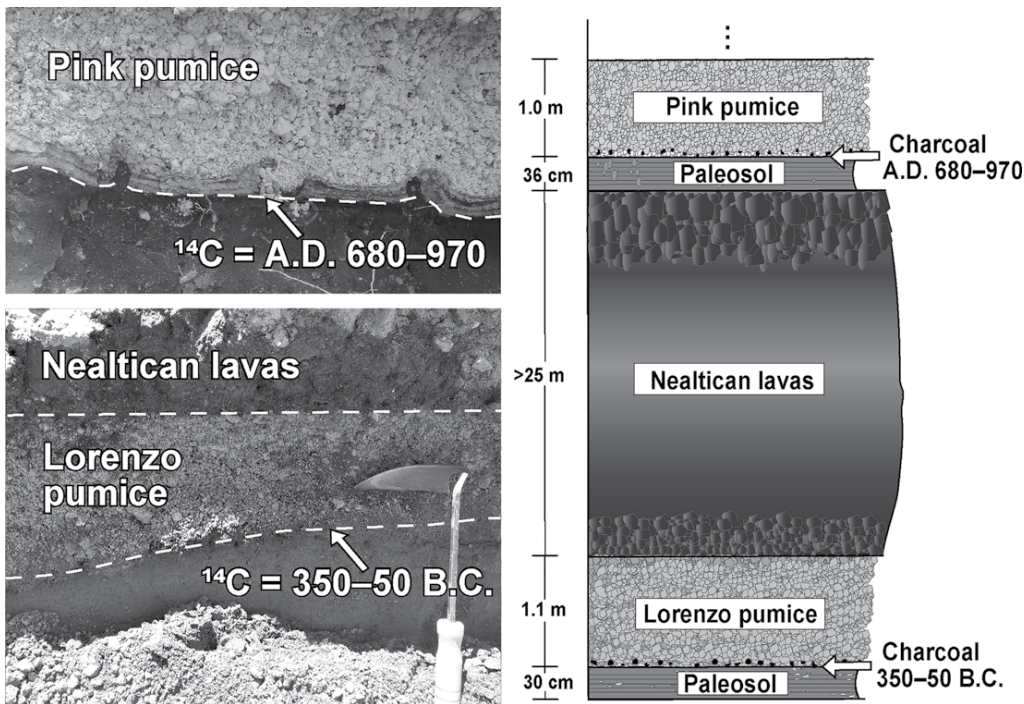 Pink pumice
¹⁴C = A.D. 680–970
Nealtican lavas
Lorenzo
pumice
¹⁴C = 350–50 B.C.
⋮
1.0 m
Pink pumice
Charcoal
A.D. 680–970
36 cm
Paleosol
>25 m
Nealtican lavas
1.1 m
Lorenzo pumice
Charcoal
350–50 B.C.
30 cm
Paleosol